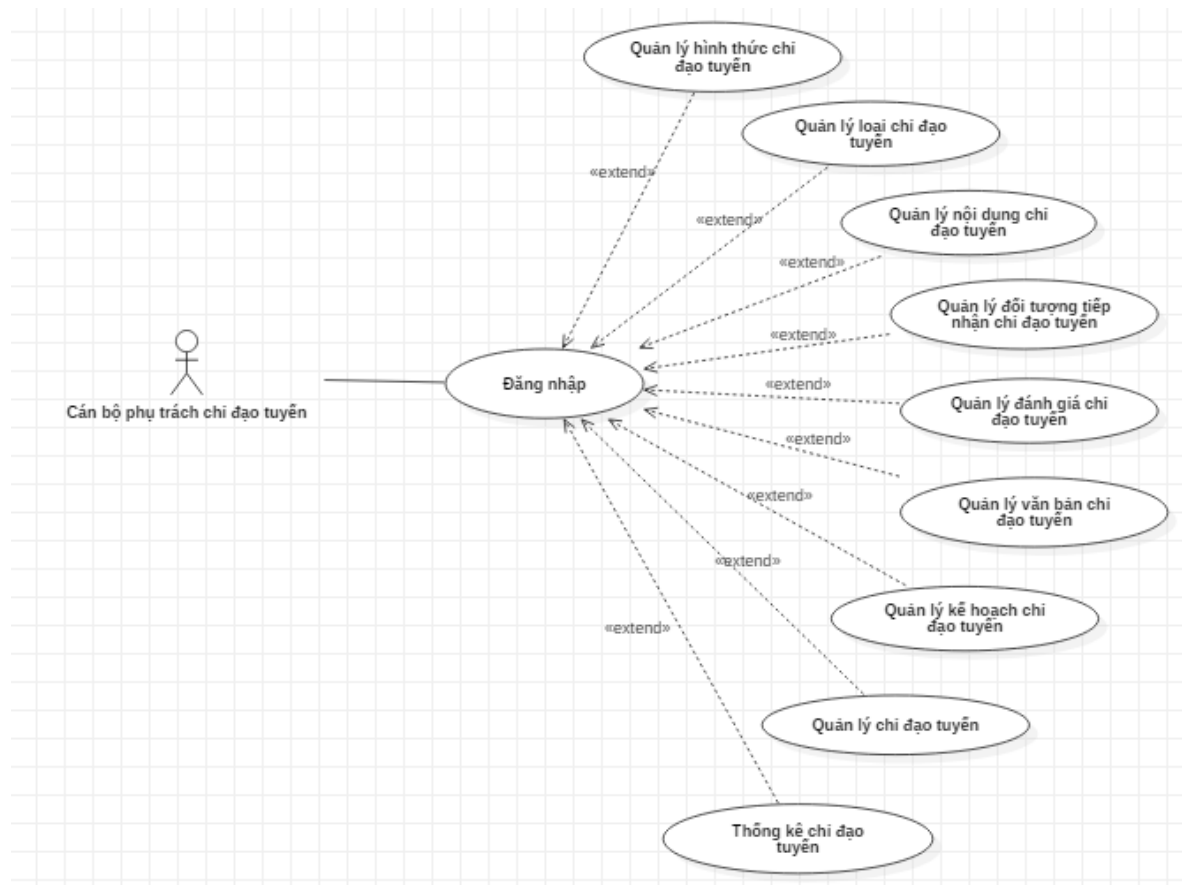 Quản lý hình thức chỉ
đạo tuyến
Quản lý loại chỉ đạo
tuyến
«extend»
«extend»
Quản lý nội dung chỉ
đạo tuyến
«extend»
Quản lý đối tượng tiếp
nhận chỉ đạo tuyến
«extend»
Cán bộ phụ trách chỉ đạo tuyến
Đăng nhập
«extend»
Quản lý đánh giá chỉ
đạo tuyến
«extend»
Quản lý văn bản chỉ
đạo tuyến
«extend»
«extend»
Quản lý kế hoạch chỉ
đạo tuyến
«extend»
Quản lý chỉ đạo tuyến
Thống kê chỉ đạo
tuyến